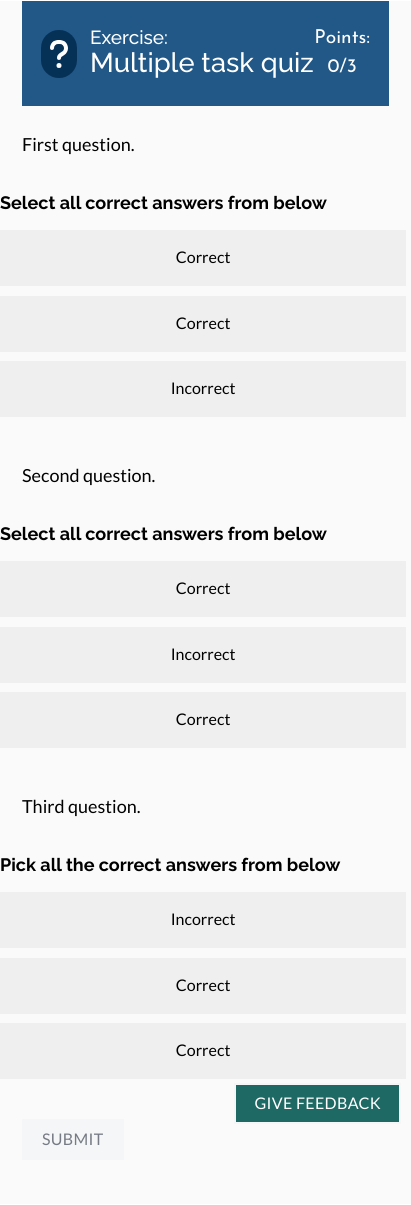 ?
Exercise:
Multiple task quiz
Points:
0/3
First question.
Select all correct answers from below
Correct
Correct
Incorrect
Second question.
Select all correct answers from below
Correct
Incorrect
Correct
Third question.
Pick all the correct answers from below
Incorrect
Correct
Correct
GIVE FEEDBACK
SUBMIT